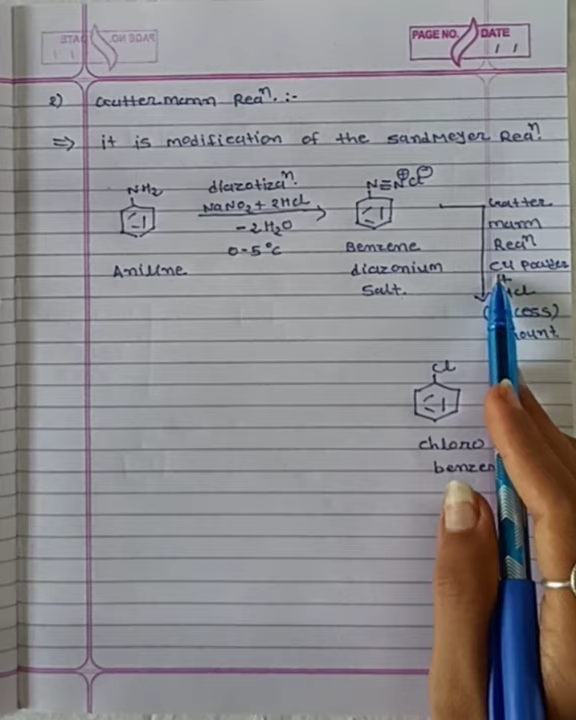 PAGE NO. DATE
/ /
2) Gattermann Reaⁿ. :-
⇒ it is modification of the sandmeyer Reaⁿ.
NH₂
diazotizaⁿ.
NaNO₂ + 2HCl
-2H₂O
0-5°C
Aniline
N≡N⊕Cl⊖
Benzene
diazonium
Salt.
Gatter
mann
Reaⁿ
Cu powder
Cl
chloro